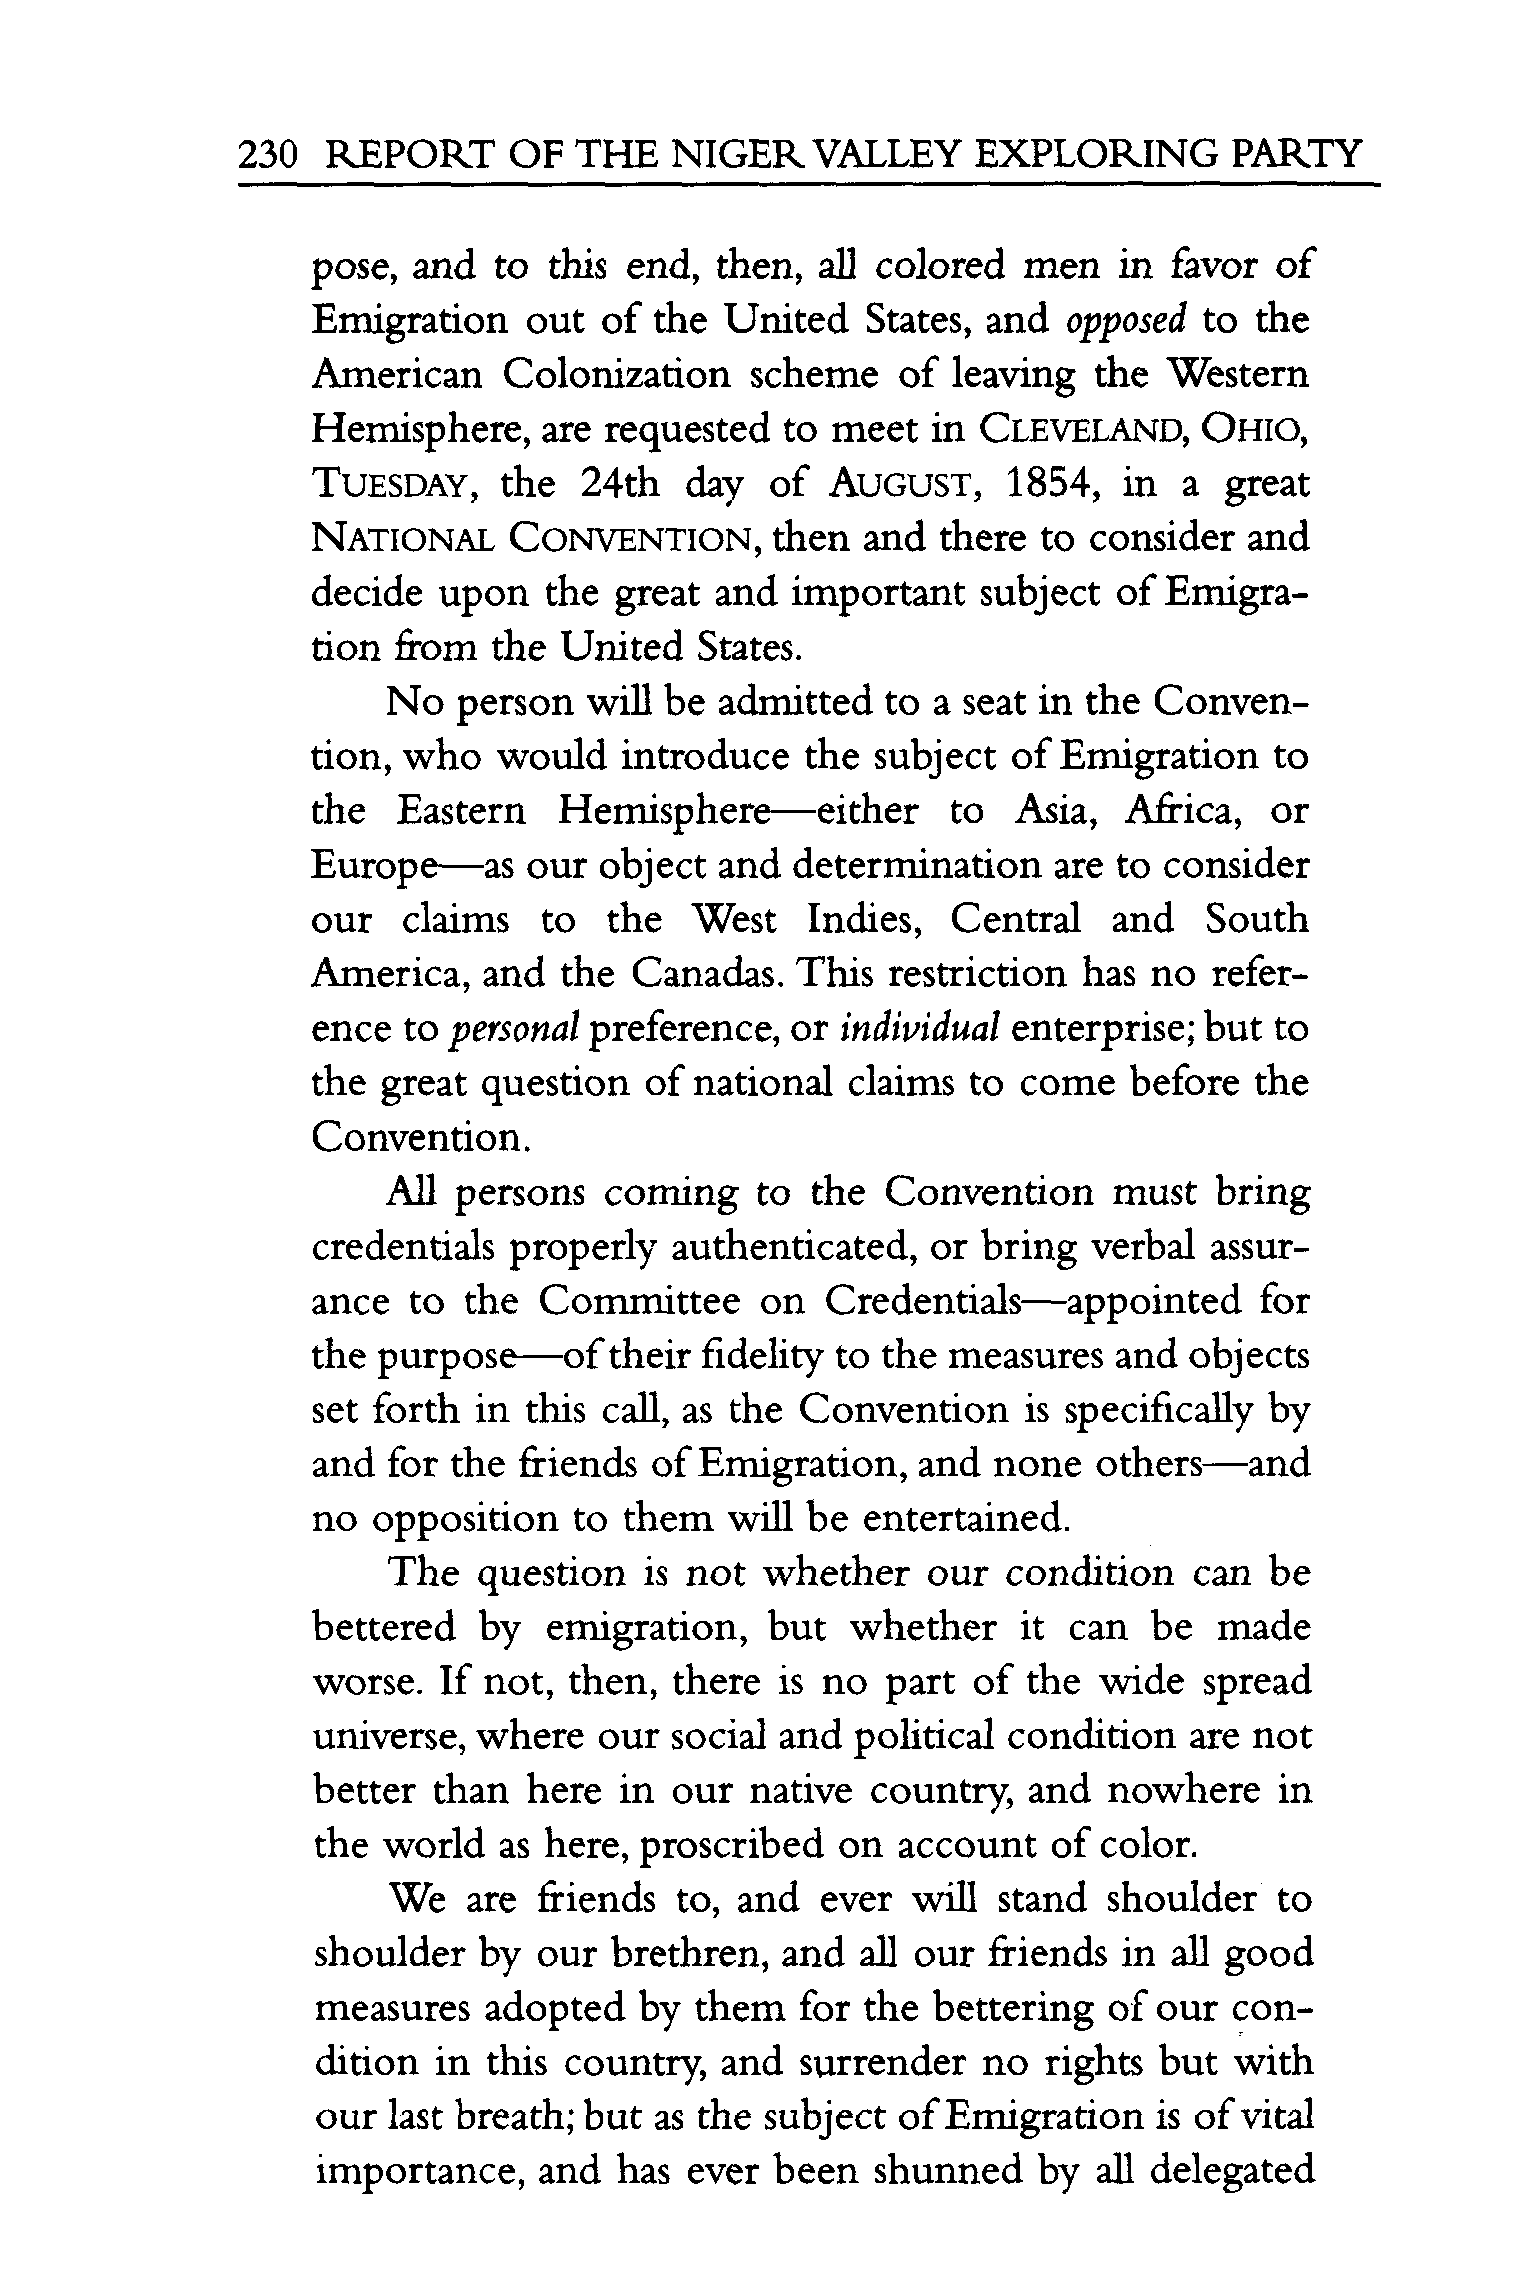 230 REPORT OF THE NIGER VALLEY EXPLORING PARTY
pose, and to this end, then, all colored men in favor of
Emigration out of the United States, and opposed to the
American Colonization scheme of leaving the Western
Hemisphere, are requested to meet in CLEVELAND, OHIO,
TUESDAY, the 24th day of AUGUST, 1854, in a great
NATIONAL CONVENTION, then and there to consider and
decide upon the great and important subject of Emigra-
tion from the United States.
No person will be admitted to a seat in the Conven-
tion, who would introduce the subject of Emigration to
the Eastern Hemisphere—either to Asia, Africa, or
Europe—as our object and determination are to consider
our claims to the West Indies, Central and South
America, and the Canadas. This restriction has no refer-
ence to personal preference, or individual enterprise; but to
the great question of national claims to come before the
Convention.
All persons coming to the Convention must bring
credentials properly authenticated, or bring verbal assur-
ance to the Committee on Credentials—appointed for
the purpose—of their fidelity to the measures and objects
set forth in this call, as the Convention is specifically by
and for the friends of Emigration, and none others—and
no opposition to them will be entertained.
The question is not whether our condition can be
bettered by emigration, but whether it can be made
worse. If not, then, there is no part of the wide spread
universe, where our social and political condition are not
better than here in our native country, and nowhere in
the world as here, proscribed on account of color.
We are friends to, and ever will stand shoulder to
shoulder by our brethren, and all our friends in all good
measures adopted by them for the bettering of our con-
dition in this country, and surrender no rights but with
our last breath; but as the subject of Emigration is of vital
importance, and has ever been shunned by all delegated